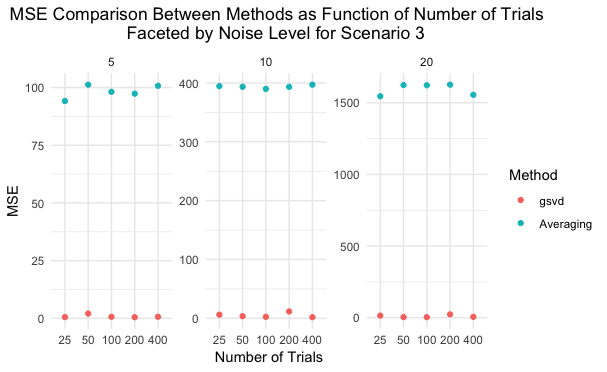 MSE Comparison Between Methods as Function of Number of Trials
Faceted by Noise Level for Scenario 3
5
10
20
MSE
100
75
50
25
0
400
300
200
100
0
1500
1000
500
0
25 50 100 200 400
25 50 100 200 400
25 50 100 200 400
Number of Trials
Method
gsvd
Averaging